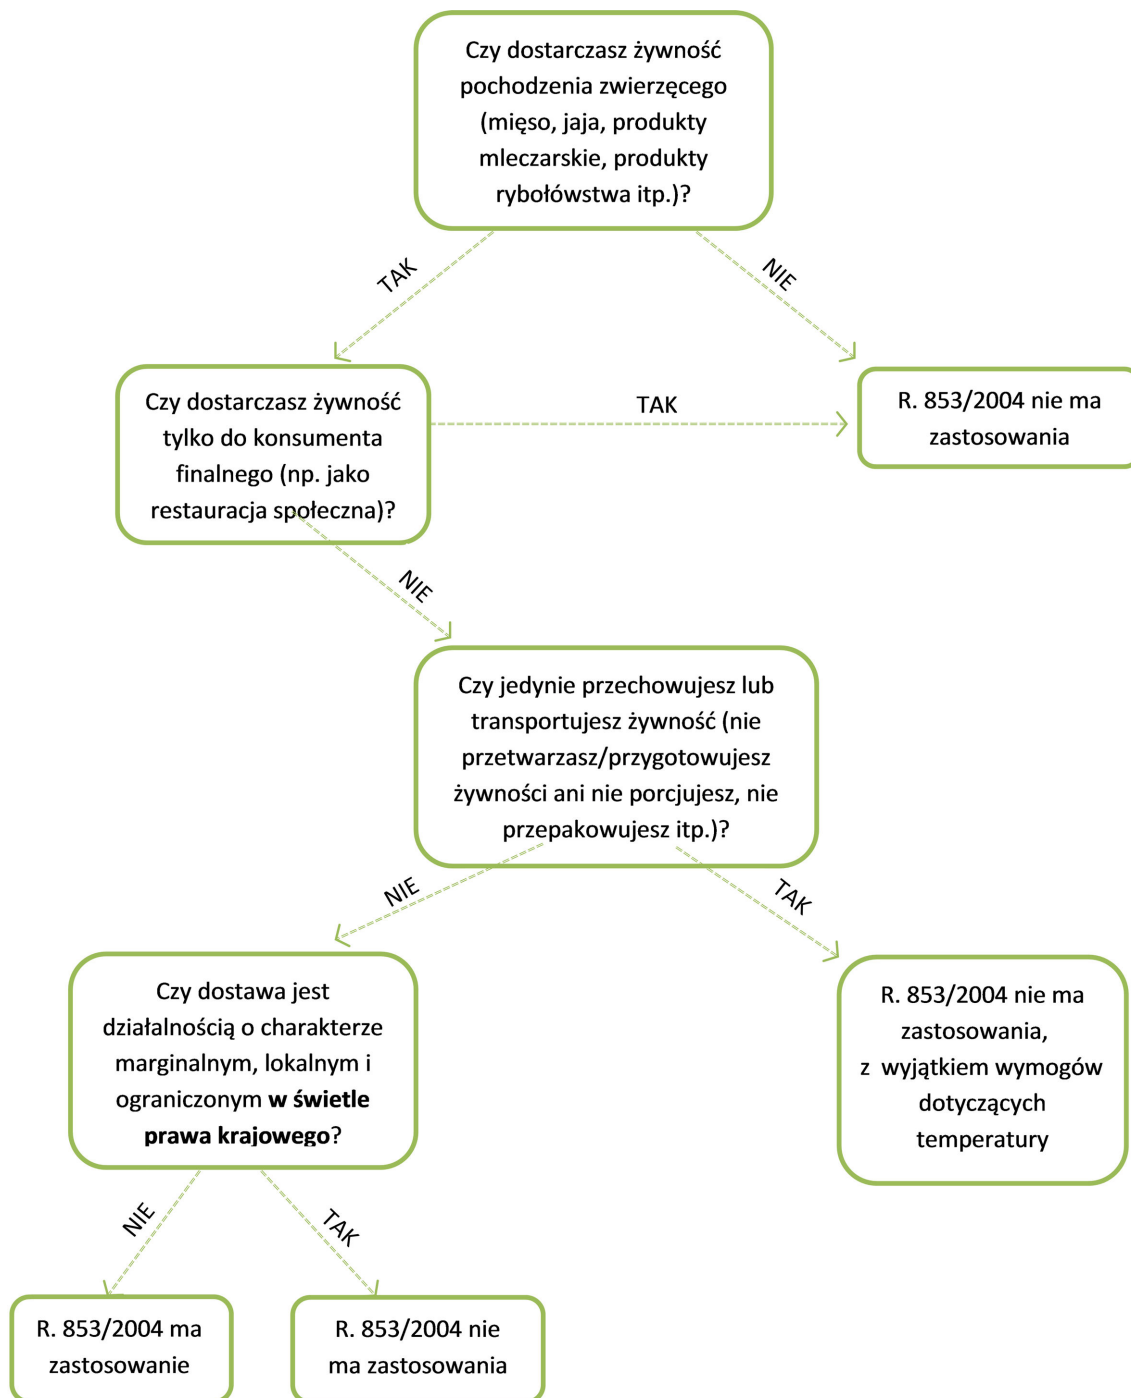 Czy dostarczasz żywność
pochodzenia zwierzęcego
(mięso, jaja, produkty
mleczarskie, produkty
rybołówstwa itp.)?
TAK
NIE
Czy dostarczasz żywność
tylko do konsumenta
finalnego (np. jako
restauracja społeczna)?
TAK
R. 853/2004 nie ma
zastosowania
NIE
Czy jedynie przechowujesz lub
transportujesz żywność (nie
przetwarzasz/przygotowujesz
żywności ani nie porcjujesz, nie
przepakowujesz itp.)?
NIE
TAK
Czy dostawa jest
działalnością o charakterze
marginalnym, lokalnym i
ograniczonym w świetle
prawa krajowego?
R. 853/2004 nie ma
zastosowania,
z wyjątkiem wymogów
dotyczących
temperatury
NIE
TAK
R. 853/2004 ma
zastosowanie
R. 853/2004 nie
ma zastosowania